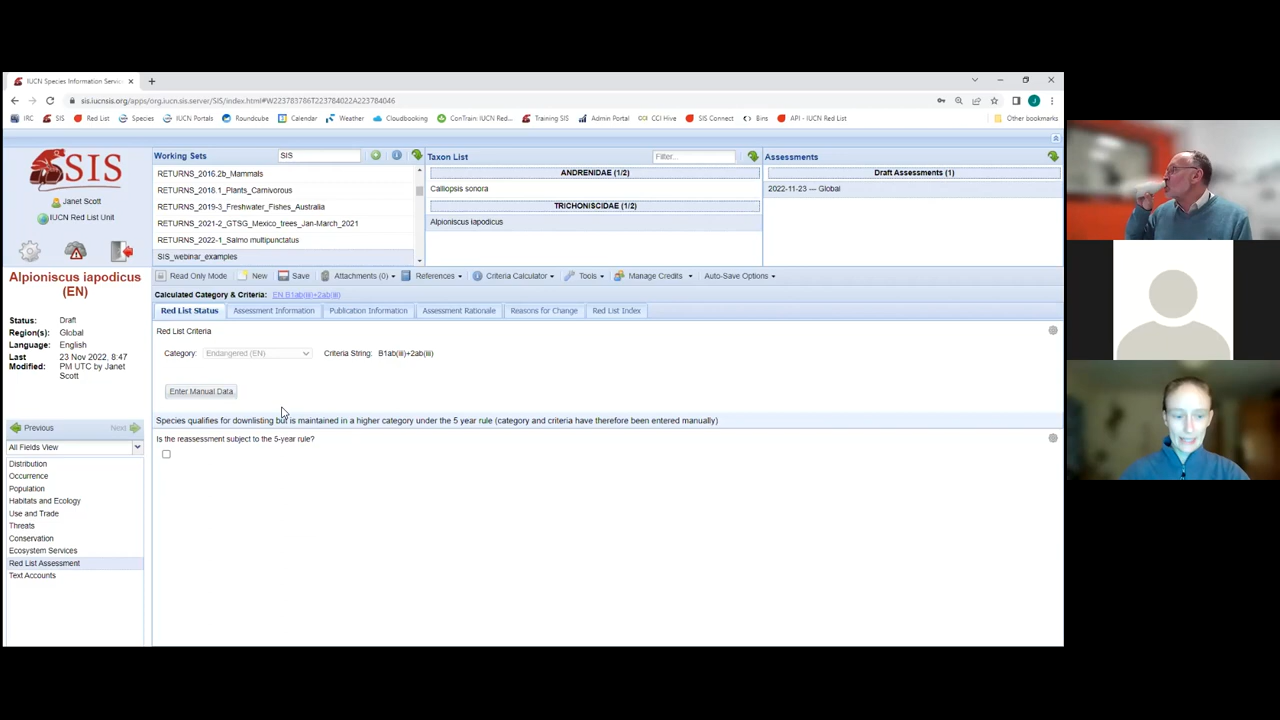 IUCN Species Information Servic
sis.iucnsis.org/apps/org.iucn.sis.server/SIS/index.html#W223783786T223784022A223784046
IRC SIS Red List Species IUCN Portals Roundcube Calendar Weather Cloudbooking ConTrain: IUCN Red... Training SIS Admin Portal CCI Hive SIS Connect Bins API - IUCN Red List Other bookmarks
SIS
Janet Scott
IUCN Red List Unit
Working Sets SIS
RETURNS_2016.2b_Mammals
RETURNS_2018.1_Plants_Carnivorous
RETURNS_2019-3_Freshwater_Fishes_Australia
RETURNS_2021-2_GTSG_Mexico_trees_Jan-March_2021
RETURNS_2022-1_Salmo multipunctatus
SIS_webinar_examples
Taxon List Filter...
ANDRENIDAE (1/2)
Calliopsis sonora
TRICHONISCIDAE (1/2)
Alpioniscus iapodicus
Assessments
Draft Assessments (1)
2022-11-23 — Global
Alpioniscus iapodicus
(EN)
Status: Draft
Region(s): Global
Language: English
Last 23 Nov 2022, 8:47
Modified: PM UTC by Janet
Scott
Previous Next
All Fields View
Distribution
Occurrence
Population
Habitats and Ecology
Use and Trade
Threats
Conservation
Ecosystem Services
Red List Assessment
Text Accounts
Read Only Mode New Save Attachments (0) References Criteria Calculator Tools Manage Credits Auto-Save Options
Calculated Category & Criteria: EN B1ab(iii)+2ab(iii)
Red List Status Assessment Information Publication Information Assessment Rationale Reasons for Change Red List Index
Red List Criteria
Category: Endangered (EN) Criteria String: B1ab(iii)+2ab(iii)
Enter Manual Data
Species qualifies for downlisting but is maintained in a higher category under the 5 year rule (category and criteria have therefore been entered manually)
Is the reassessment subject to the 5-year rule?